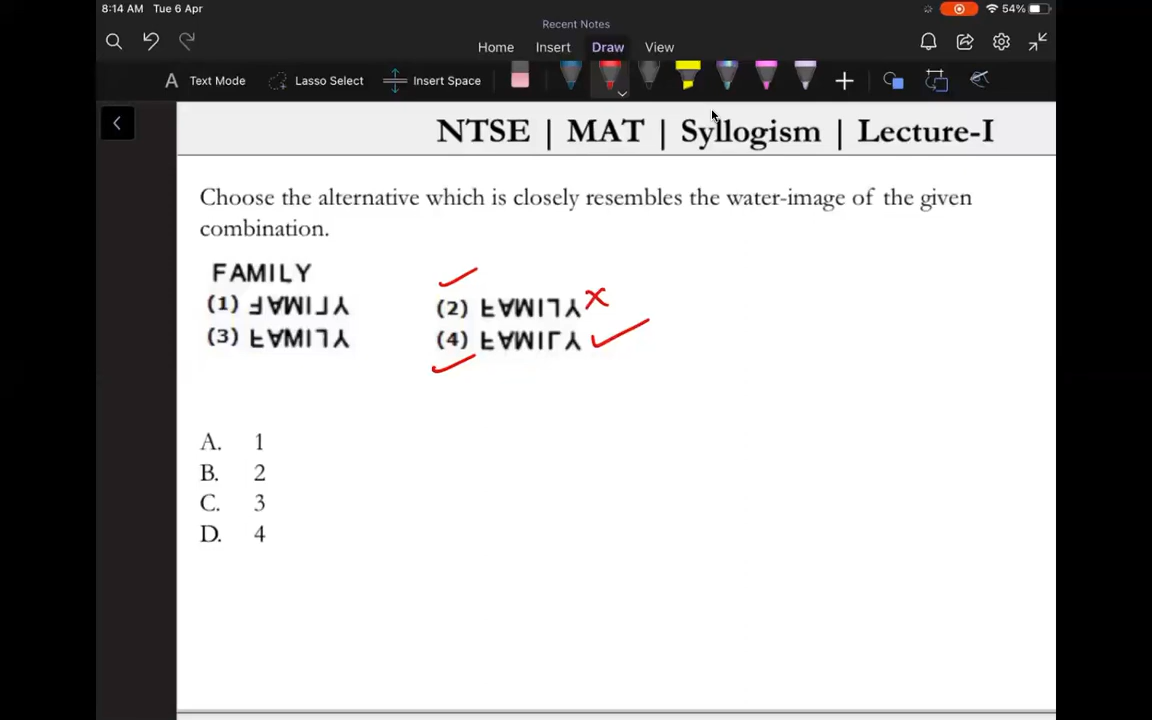 8:14 AM Tue 6 Apr
54%
Recent Notes
Home Insert Draw View
Text Mode Lasso Select Insert Space
NTSE | MAT | Syllogism | Lecture-I
Choose the alternative which is closely resembles the water-image of the given
combination.
FAMILY
(1) (2)
(3) (4)
A. 1
B. 2
C. 3
D. 4